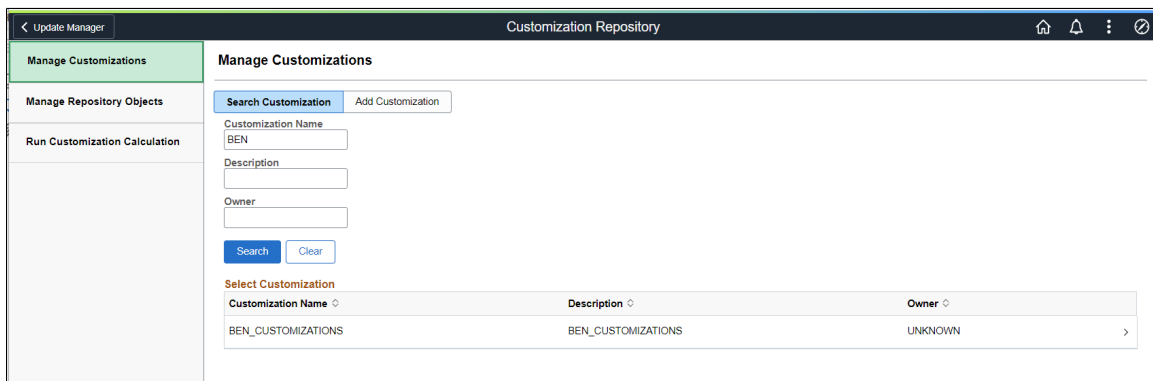 Update Manager
Customization Repository
Manage Customizations
Manage Repository Objects
Run Customization Calculation
Manage Customizations
Search Customization Add Customization
Customization Name
BEN
Description
Owner
Search Clear
Select Customization
Customization Name Description Owner
BEN_CUSTOMIZATIONS BEN_CUSTOMIZATIONS UNKNOWN